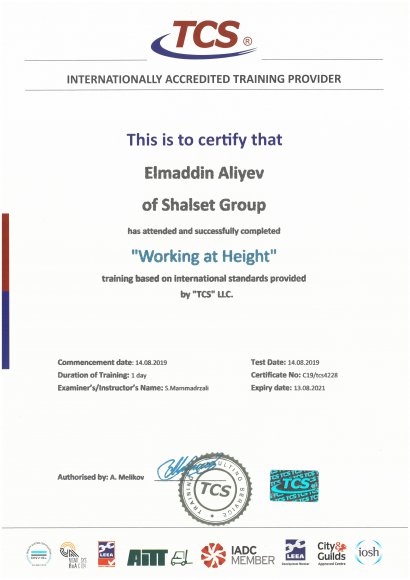 TCS ®
INTERNATIONALLY ACCREDITED TRAINING PROVIDER
This is to certify that
Elmaddin Aliyev
of Shalset Group
has attended and successfully completed
"Working at Height"
training based on international standards provided
by "TCS" LLC.
Commencement date: 14.08.2019
Duration of Training: 1 day
Examiner's/Instructor's Name: S.Mammadrzali
Test Date: 14.08.2019
Certificate No: C19/tcs4228
Expiry date: 13.08.2021
Authorised by: A. Melikov
TRAINING CONSULTING SERVICE
TCS
TCS
LEEA
AITT
IADC
MEMBER
LEEA
City&
Guilds
Approved Centre
iosh